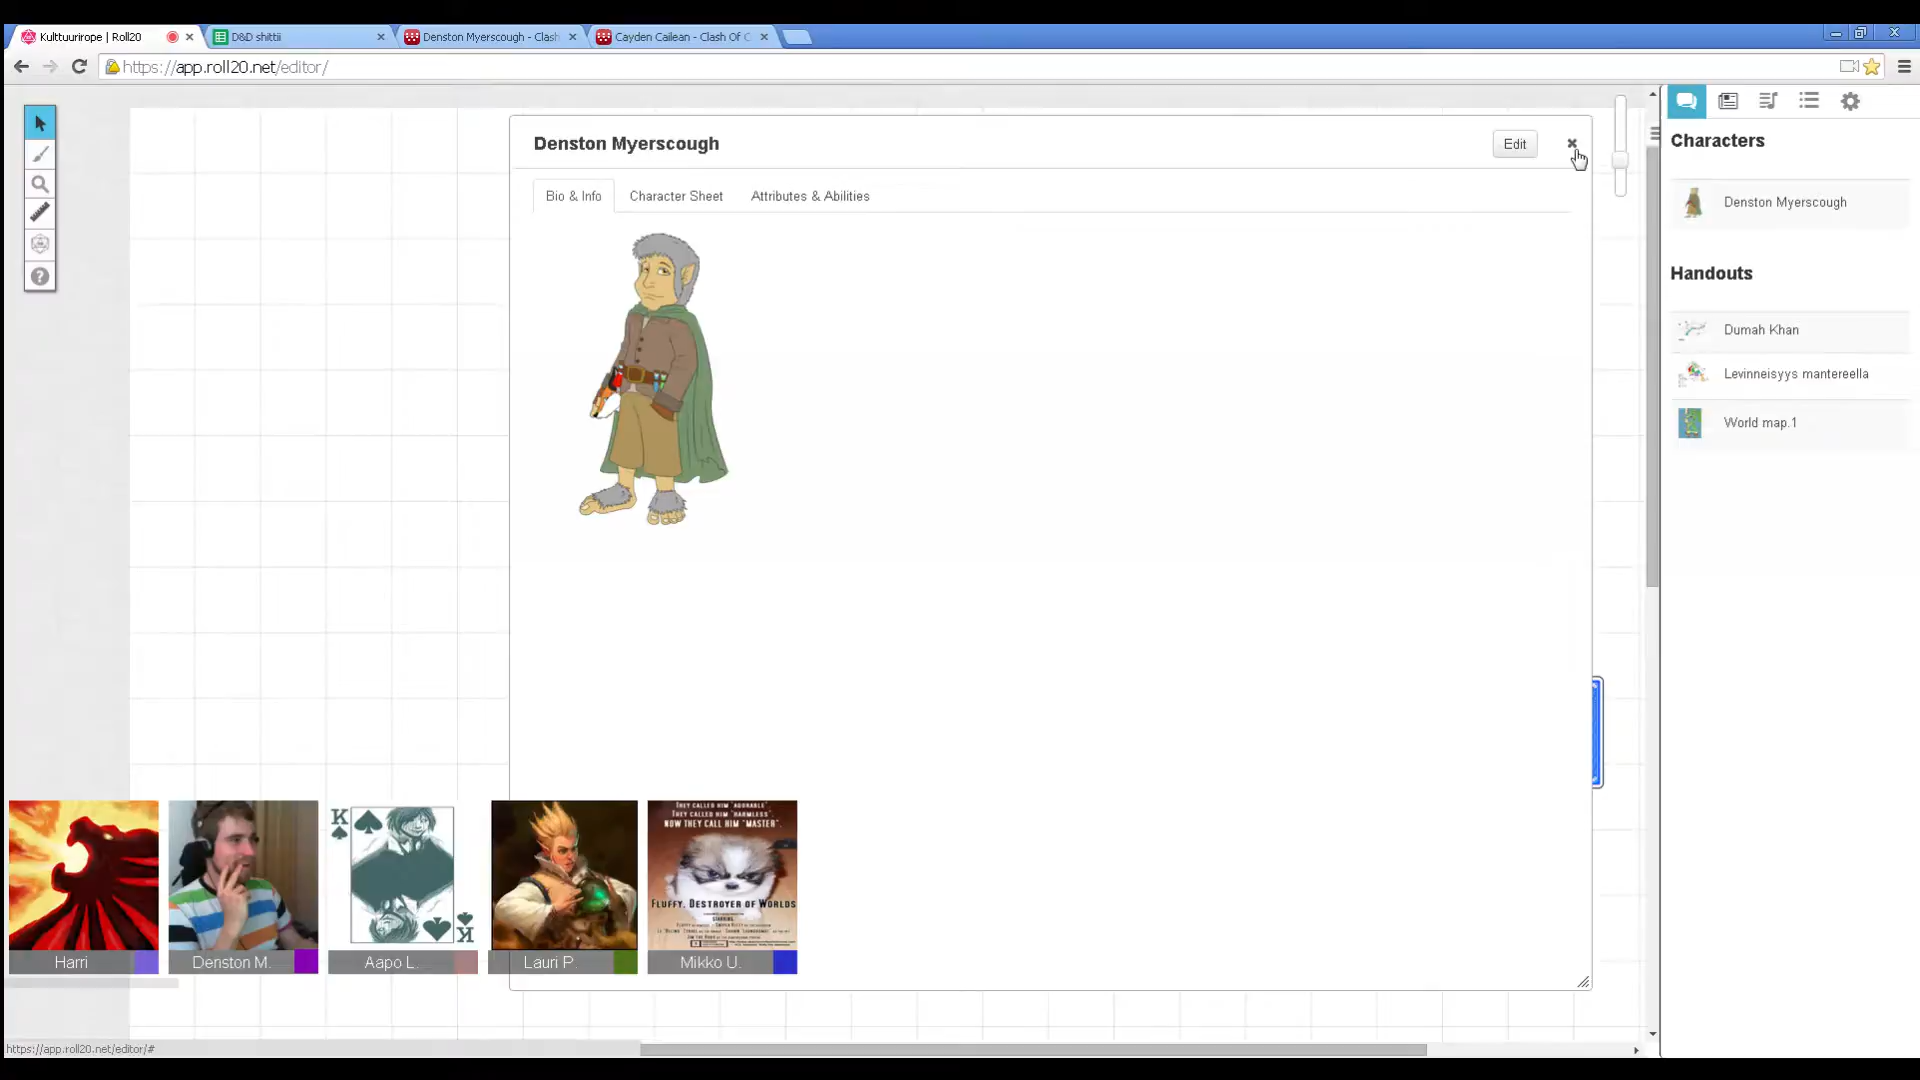 Kulttuurirope | Roll20
D&D shittii
Denston Myerscough - Clash
Cayden Cailean - Clash Of C
https://app.roll20.net/editor/
Denston Myerscough
Edit
Bio & Info
Character Sheet
Attributes & Abilities
Characters
Denston Myerscough
Handouts
Dumah Khan
Levinneisyys mantereella
World map.1
K
K
THEY CALLED HIM "ADORABLE"
THEY CALLED HIM "HARMLESS"
NOW THEY CALL HIM "MASTER".
FLUFFY, DESTROYER OF WORLDS
Harri
Denston M.
Aapo L.
Lauri P.
Mikko U.
https://app.roll20.net/editor/#